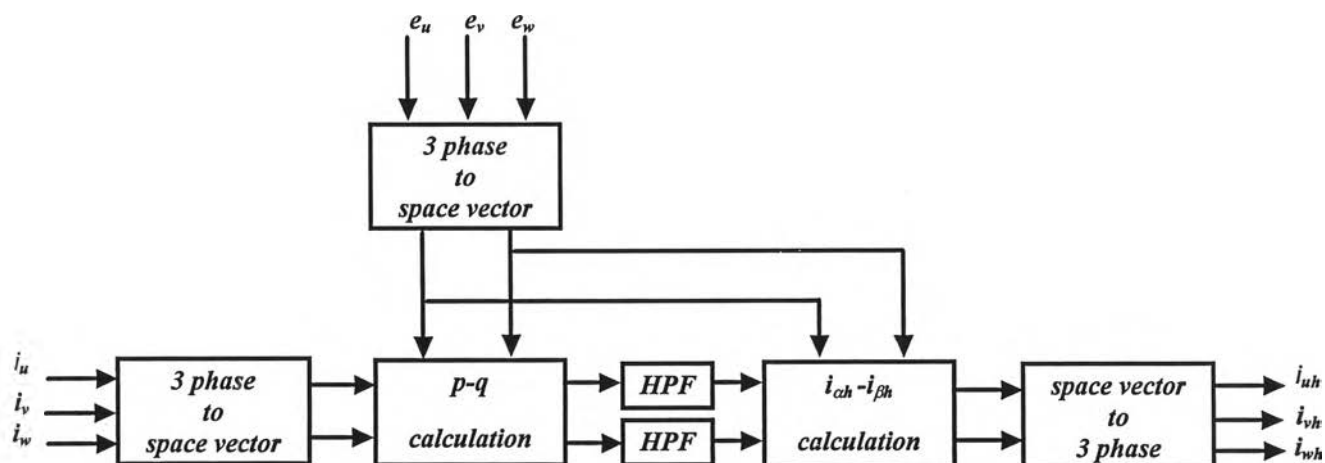 e_u e_v e_w
3 phase
to
space vector
i_u
i_v
i_w
3 phase
to
space vector
p-q
calculation
HPF
HPF
i_αh-i_βh
calculation
space vector
to
3 phase
i_uh
i_vh
i_wh